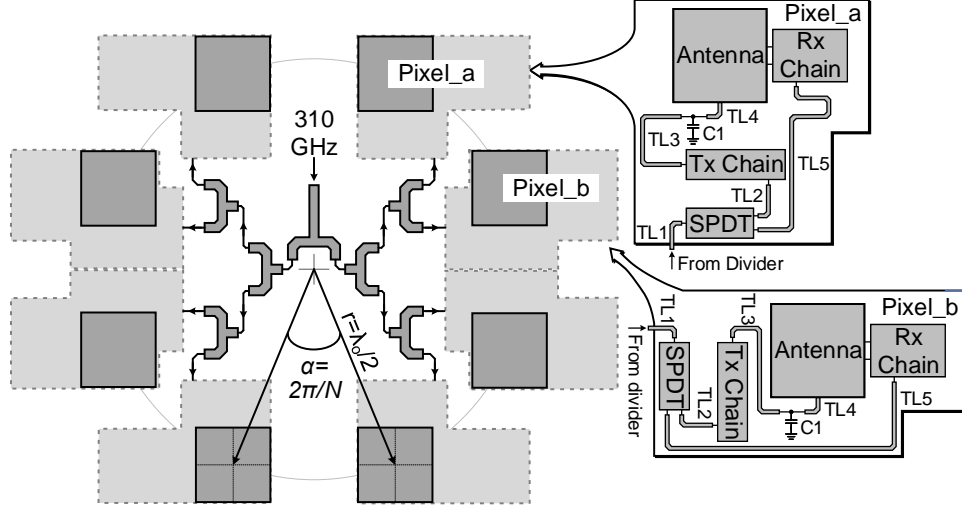 Pixel_a
310
GHz
Pixel_b
r=λo/2
α=
2π/N
Pixel_a
Antenna
Rx
Chain
TL3
TL4
C1
TL5
Tx Chain
TL2
TL1
SPDT
From Divider
Pixel_b
TL1
TL3
From divider
SPDT
TL2
Tx Chain
Antenna
Rx
Chain
TL5
TL4
C1